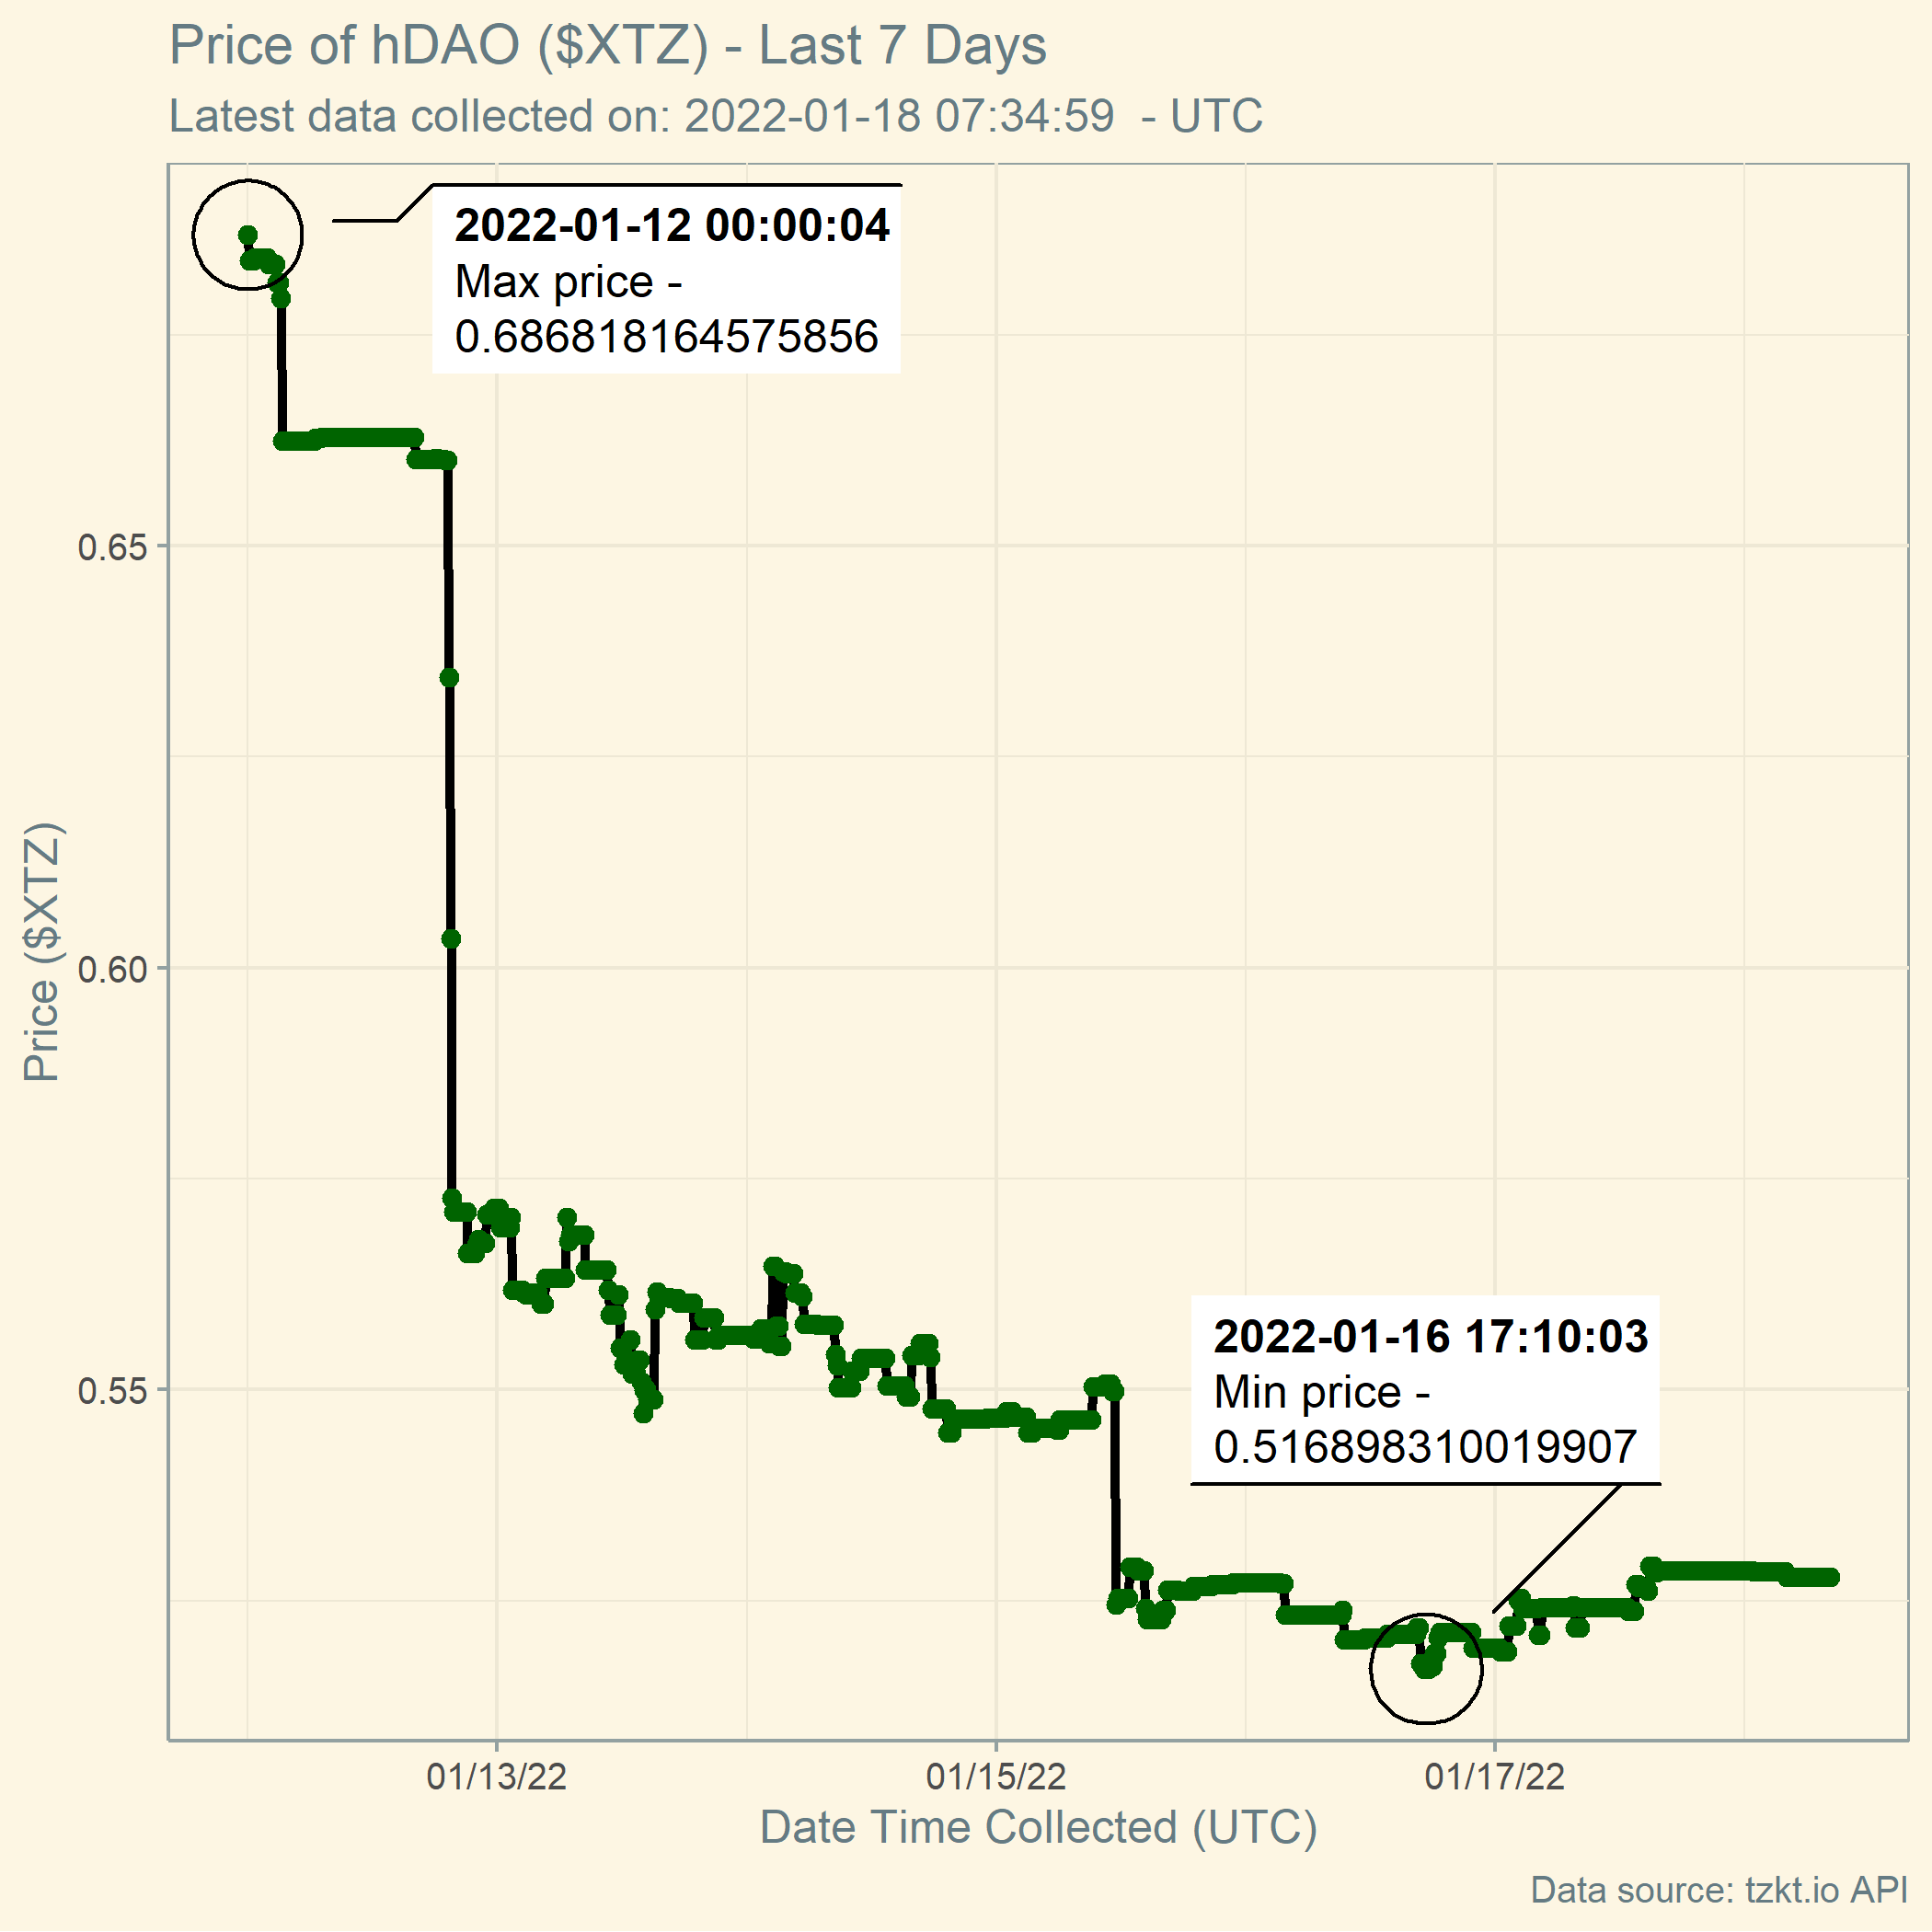 Price of hDAO ($XTZ) - Last 7 Days
Latest data collected on: 2022-01-18 07:34:59 - UTC
2022-01-12 00:00:04
Max price -
0.686818164575856
0.65
0.60
0.55
Price ($XTZ)
2022-01-16 17:10:03
Min price -
0.516898310019907
01/13/22
01/15/22
01/17/22
Date Time Collected (UTC)
Data source: tzkt.io API